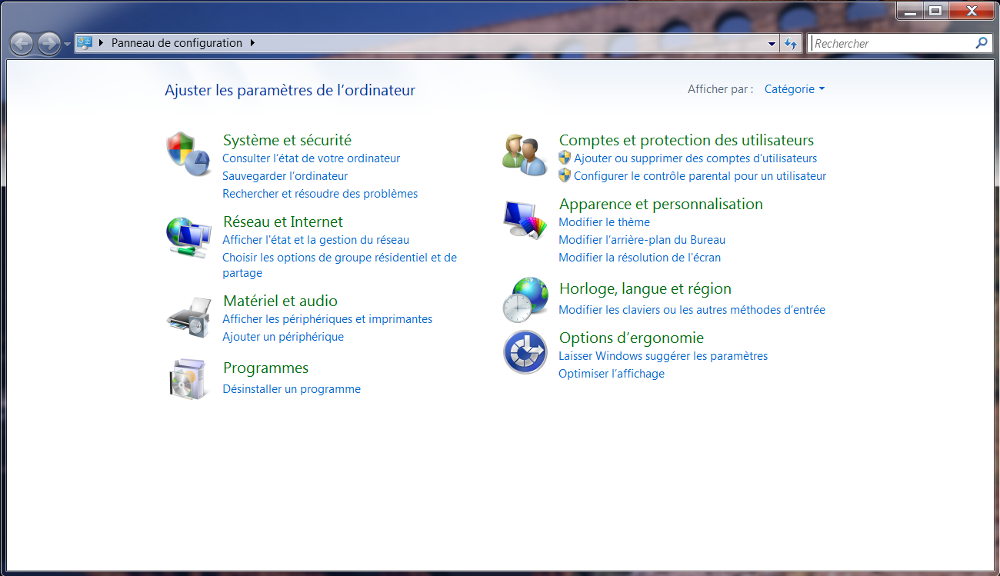 Panneau de configuration
Rechercher
Ajuster les paramètres de l'ordinateur
Afficher par :
Catégorie
Système et sécurité
Consulter l'état de votre ordinateur
Sauvegarder l'ordinateur
Rechercher et résoudre des problèmes
Réseau et Internet
Afficher l'état et la gestion du réseau
Choisir les options de groupe résidentiel et de
partage
Matériel et audio
Afficher les périphériques et imprimantes
Ajouter un périphérique
Programmes
Désinstaller un programme
Comptes et protection des utilisateurs
Ajouter ou supprimer des comptes d'utilisateurs
Configurer le contrôle parental pour un utilisateur
Apparence et personnalisation
Modifier le thème
Modifier l'arrière-plan du Bureau
Modifier la résolution de l'écran
Horloge, langue et région
Modifier les claviers ou les autres méthodes d'entrée
Options d'ergonomie
Laisser Windows suggérer les paramètres
Optimiser l'affichage